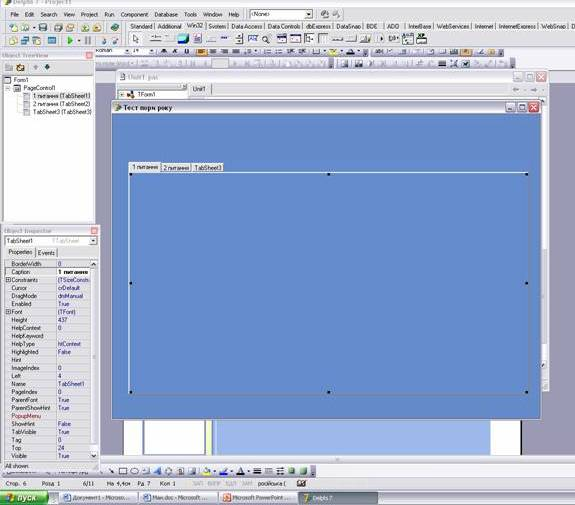 Delphi 7 - Project1
File Edit Search View Project Run Component Database Tools Window Help <None>
Standard Additional Win32 System Data Access Data Controls dbExpress DataSnap BDE ADO InterBase WebServices InternetExpress Internet WebSnap
Object TreeView
Form1
PageControl1
1 питання (TabSheet1)
2 питання (TabSheet2)
TabSheet3 (TabSheet3)
Roman 14
Unit1.pas
TForm1 Unit1
Тест пори року
1 питання 2 питання TabSheet3
Object Inspector
TabSheet1 TTabSheet
Properties Events
BorderWidth 0
Caption 1 питання
Constraints (TSizeConstr
Cursor crDefault
DragMode dmManual
Enabled True
Font (TFont)
Height 437
HelpContext 0
HelpKeyword
HelpType htContext
Highlighted False
Hint
ImageIndex 0
Left 4
Name TabSheet1
PageIndex 0
ParentFont True
ParentShowHint True
PopupMenu
ShowHint False
TabVisible True
Tag 0
Top 24
Visible True
All shown
Стор. 6 Розд 1 6/11 На 4,4см Рд 7 Кол 1 ЗАП ВИПР ВДЛ ЗАМ російська (
пуск Документ1 - Microso... Мжи.doc - Microsoft ... Microsoft PowerPoint ... Delphi 7